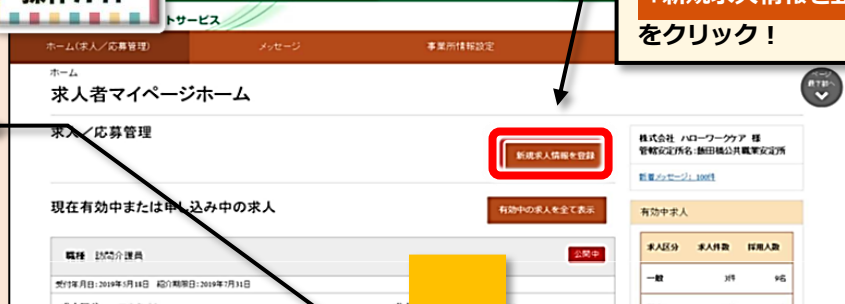 トサービス
をクリック！
ホーム(求人／応募管理)
メッセージ
事業所情報設定
ホーム
求人者マイページホーム
求人／応募管理
新規求人情報を登録
株式会社 ハローワークケア 様
管轄安定所名:飯田橋公共職業安定所
新着メッセージ: 100件
現在有効中または申し込み中の求人
有効中の求人を全て表示
有効中求人
職種 訪問介護員
公開中
求人区分 求人件数 採用人数
受付年月日:2019年5月18日 紹介期限日:2019年7月31日
一般 3件 9名